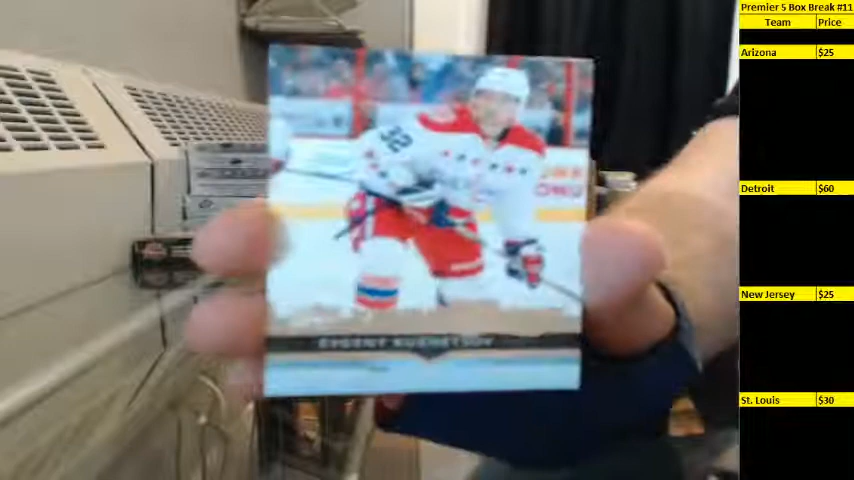 Premier 5 Box Break #11
Team Price
Arizona $25
Detroit $60
New Jersey $25
St. Louis $30
32
EVGENY KUZNETSOV